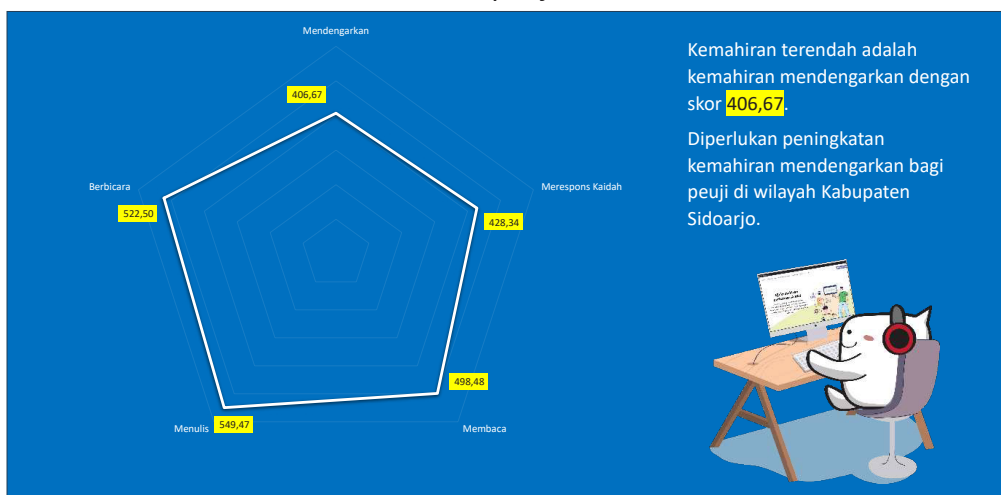 Mendengarkan
406,67
Berbicara
522,50
Merespons Kaidah
428,34
498,48
Membaca
Menulis
549,47
Kemahiran terendah adalah
kemahiran mendengarkan dengan
skor 406,67.
Diperlukan peningkatan
kemahiran mendengarkan bagi
peuji di wilayah Kabupaten
Sidoarjo.